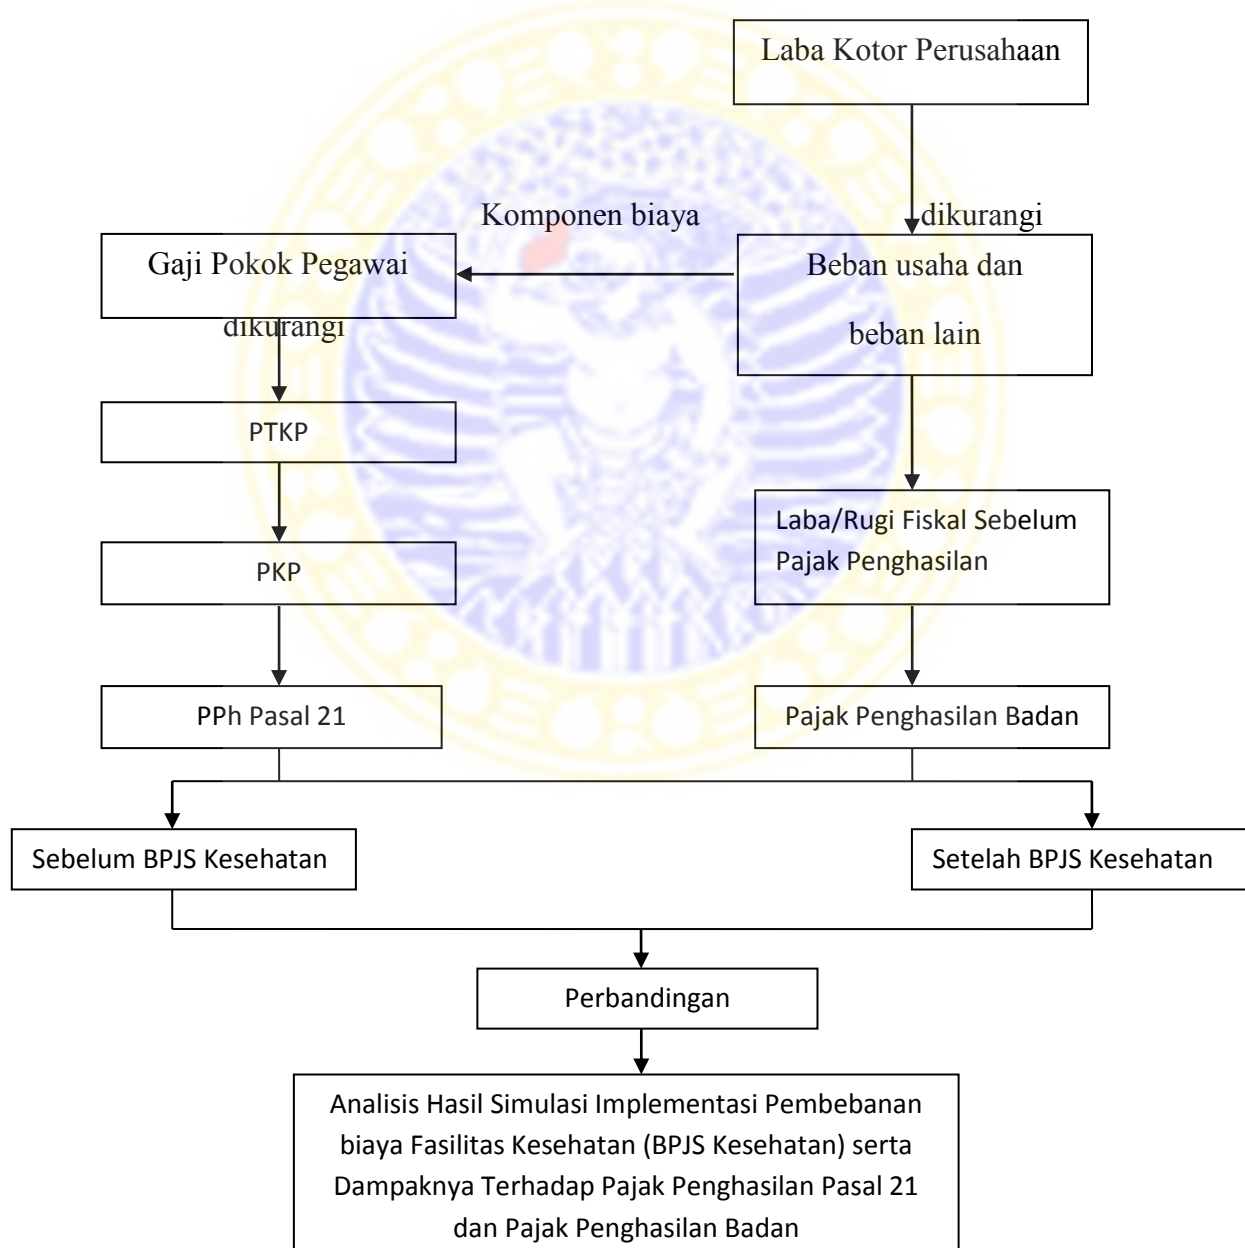 Laba Kotor Perusahaan
Komponen biaya
dikurangi
Gaji Pokok Pegawai
Beban usaha dan
beban lain
dikurangi
PTKP
Laba/Rugi Fiskal Sebelum
Pajak Penghasilan
PKP
PPh Pasal 21
Pajak Penghasilan Badan
Sebelum BPJS Kesehatan
Setelah BPJS Kesehatan
Perbandingan
Analisis Hasil Simulasi Implementasi Pembebanan
biaya Fasilitas Kesehatan (BPJS Kesehatan) serta
Dampaknya Terhadap Pajak Penghasilan Pasal 21
dan Pajak Penghasilan Badan